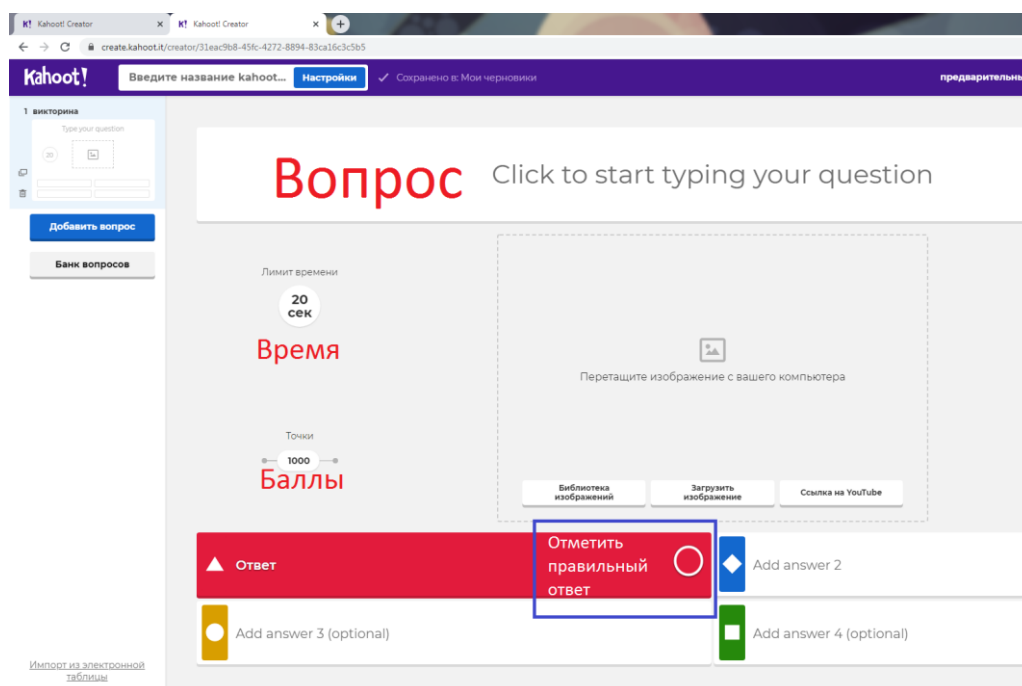 K! Kahoot! Creator × K! Kahoot! Creator × +
create.kahoot.it/creator/31eac9b8-45fc-4272-8894-83ca16c3c5b5
Kahoot! Введите название kahoot... Настройки ✓ Сохранено в: Мои черновики предварительны
1 викторина
Type your question
20
Добавить вопрос
Банк вопросов
Вопрос Click to start typing your question
Лимит времени
20
сек
Время
Перетащите изображение с вашего компьютера
Точки
1000
Баллы
Библиотека
изображений
Загрузить
изображение
Ссылка на YouTube
Ответ
Отметить
правильный
ответ
Add answer 2
Add answer 3 (optional)
Add answer 4 (optional)
Импорт из электронной
таблицы